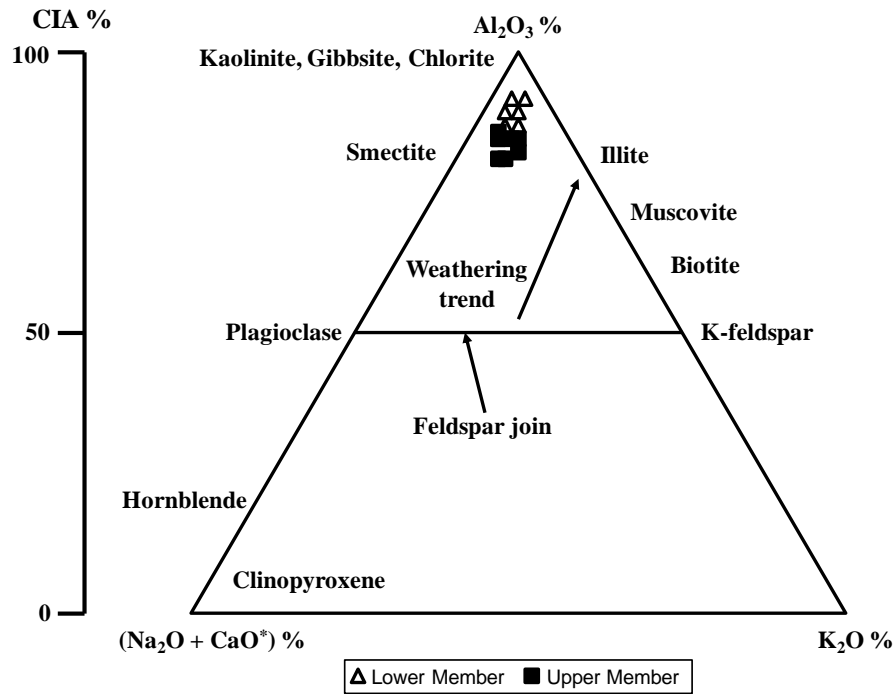 CIA %
Al₂O₃ %
100
Kaolinite, Gibbsite, Chlorite
Smectite
Illite
Muscovite
Biotite
Weathering
trend
50
Plagioclase
K-feldspar
Feldspar join
Hornblende
Clinopyroxene
0
(Na₂O + CaO*) %
K₂O %
Lower Member
Upper Member